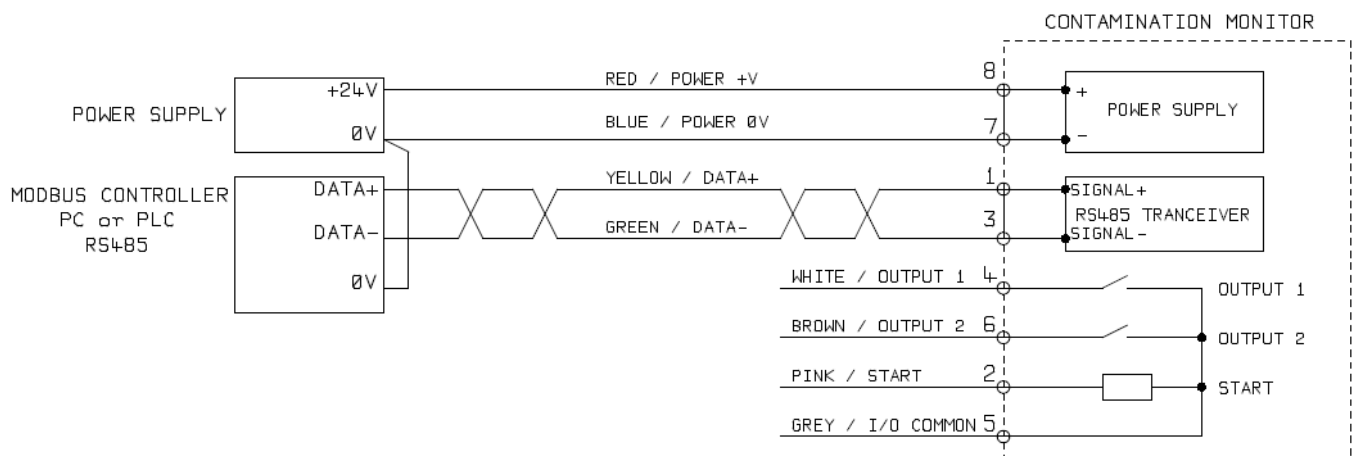 CONTAMINATION MONITOR
POWER SUPPLY
+24V
0V
RED / POWER +V
8
+
POWER SUPPLY
BLUE / POWER 0V
7
-
MODBUS CONTROLLER
PC or PLC
RS485
DATA+
DATA-
0V
YELLOW / DATA+
1
SIGNAL+
RS485 TRANCEIVER
GREEN / DATA-
3
SIGNAL-
WHITE / OUTPUT 1
4
OUTPUT 1
BROWN / OUTPUT 2
6
OUTPUT 2
PINK / START
2
START
GREY / I/O COMMON
5